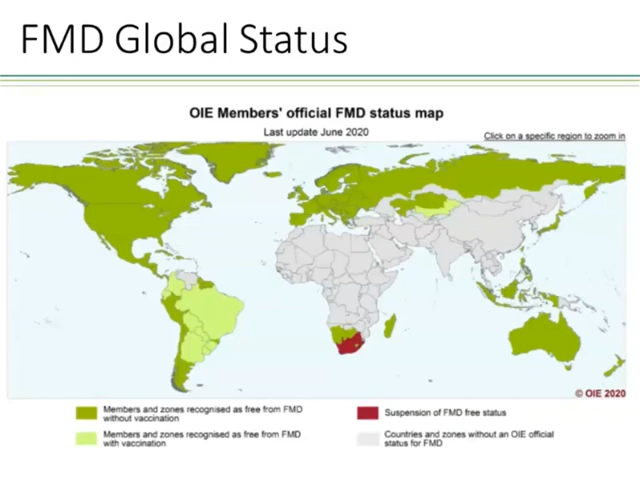 FMD Global Status
OIE Members' official FMD status map
Last update June 2020
Click on a specific region to zoom in
© OIE 2020
Members and zones recognised as free from FMD
without vaccination
Members and zones recognised as free from FMD
with vaccination
Suspension of FMD free status
Countries and zones without an OIE official
status for FMD